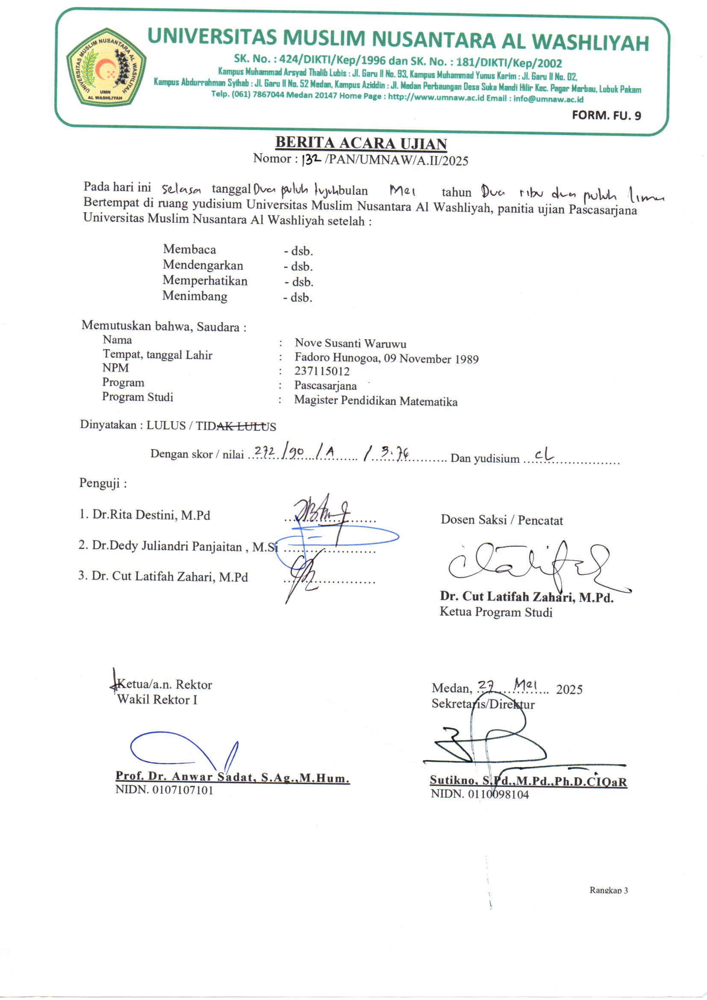 UNIVERSITAS MUSLIM NUSANTARA AL WASHLIYAH
UMN
AL WASHLIYAH
UNIVERSITAS MUSLIM NUSANTARA AL WASHLIYAH
SK. No. : 424/DIKTI/Kep/1996 dan SK. No. : 181/DIKTI/Kep/2002
Kampus Muhammad Arsyad Thalib Lubis : Jl. Garu II No. 93, Kampus Muhammad Yunus Karim : Jl. Garu II No. 02,
Kampus Abdurrahman Syihab : Jl. Garu II No. 52 Medan, Kampus Aziddin : Jl. Medan Perbaungan Desa Suka Mandi Hilir Kec. Pagar Merbau, Lubuk Pakam
Telp. (061) 7867044 Medan 20147 Home Page : http://www.umnaw.ac.id Email : info@umnaw.ac.id
FORM. FU. 9
BERITA ACARA UJIAN
Nomor : 132 /PAN/UMNAW/A.II/2025
Pada hari ini Selasa tanggal Dua puluh tujuh bulan Mei tahun Dua ribu dua puluh lima
Bertempat di ruang yudisium Universitas Muslim Nusantara Al Washliyah, panitia ujian Pascasarjana
Universitas Muslim Nusantara Al Washliyah setelah :
Membaca - dsb.
Mendengarkan - dsb.
Memperhatikan - dsb.
Menimbang - dsb.
Memutuskan bahwa, Saudara :
Nama : Nove Susanti Waruwu
Tempat, tanggal Lahir : Fadoro Hunogoa, 09 November 1989
NPM : 237115012
Program : Pascasarjana
Program Studi : Magister Pendidikan Matematika
Dinyatakan : LULUS / TIDAK LULUS
Dengan skor / nilai 272 / 90 / A / 3.76 Dan yudisium cL
Penguji :
1. Dr.Rita Destini, M.Pd ....................
Dosen Saksi / Pencatat
2. Dr.Dedy Juliandri Panjaitan , M.Si ....................
3. Dr. Cut Latifah Zahari, M.Pd ....................
Dr. Cut Latifah Zahari, M.Pd.
Ketua Program Studi
Ketua/a.n. Rektor
Wakil Rektor I
Medan, 27 Mei 2025
Sekretaris/Direktur
Prof. Dr. Anwar Sadat, S.Ag.,M.Hum.
NIDN. 0107107101
Sutikno, S.Pd.,M.Pd.,Ph.D.CIQaR
NIDN. 0110098104
Rangkap 3